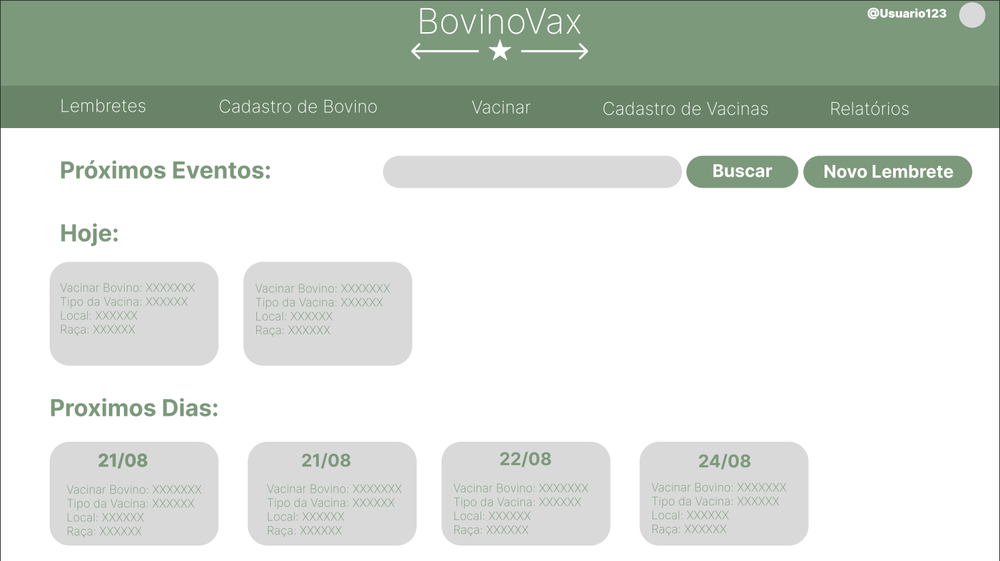 BovinoVax
@Usuario123
Lembretes
Cadastro de Bovino
Vacinar
Cadastro de Vacinas
Relatórios
Próximos Eventos:
Buscar
Novo Lembrete
Hoje:
Vacinar Bovino: XXXXXXX
Tipo da Vacina: XXXXXX
Local: XXXXXX
Raça: XXXXXX
Vacinar Bovino: XXXXXXX
Tipo da Vacina: XXXXXX
Local: XXXXXX
Raça: XXXXXX
Proximos Dias:
21/08
Vacinar Bovino: XXXXXXX
Tipo da Vacina: XXXXXX
Local: XXXXXX
Raça: XXXXXX
21/08
Vacinar Bovino: XXXXXXX
Tipo da Vacina: XXXXXX
Local: XXXXXX
Raça: XXXXXX
22/08
Vacinar Bovino: XXXXXXX
Tipo da Vacina: XXXXXX
Local: XXXXXX
Raça: XXXXXX
24/08
Vacinar Bovino: XXXXXXX
Tipo da Vacina: XXXXXX
Local: XXXXXX
Raça: XXXXXX